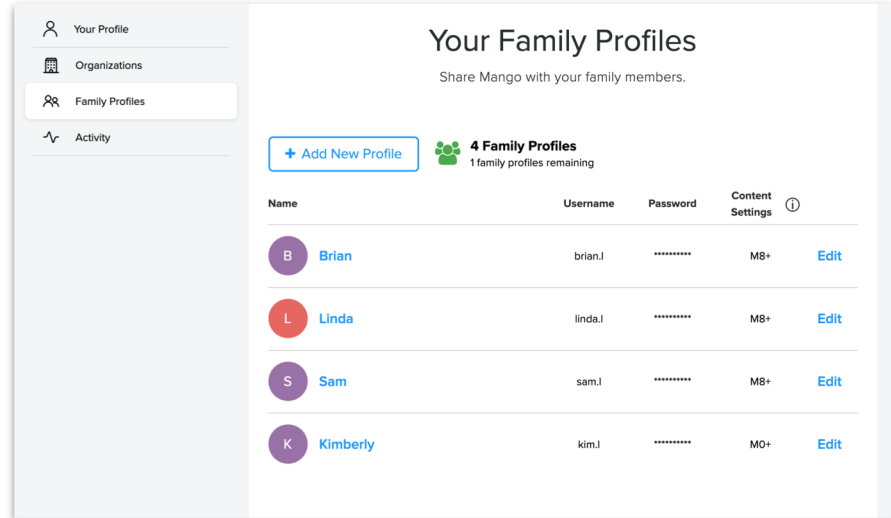 Your Profile
Organizations
Family Profiles
Activity
Your Family Profiles
Share Mango with your family members.
+ Add New Profile
4 Family Profiles
1 family profiles remaining
Name Username Password Content Settings
B Brian brian.l ********** M8+ Edit
L Linda linda.l ********** M8+ Edit
S Sam sam.l ********** M8+ Edit
K Kimberly kim.l ********** M0+ Edit